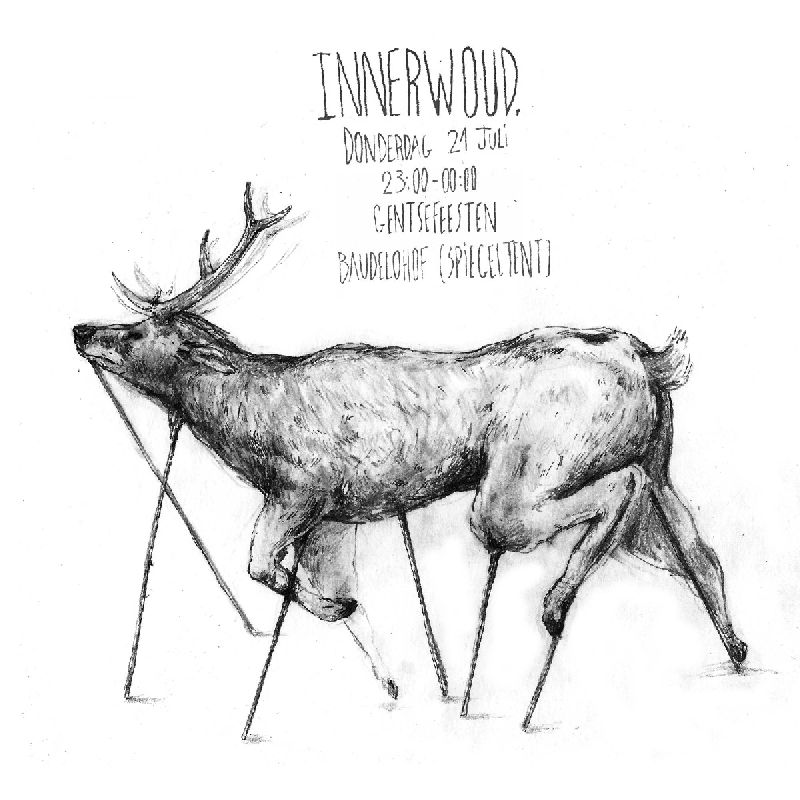 INNERWOUD.
DONDERDAG 21 JULI
23:00-00:00
GENTSEFEESTEN
BAUDELOHOF (SPIEGELTENT)